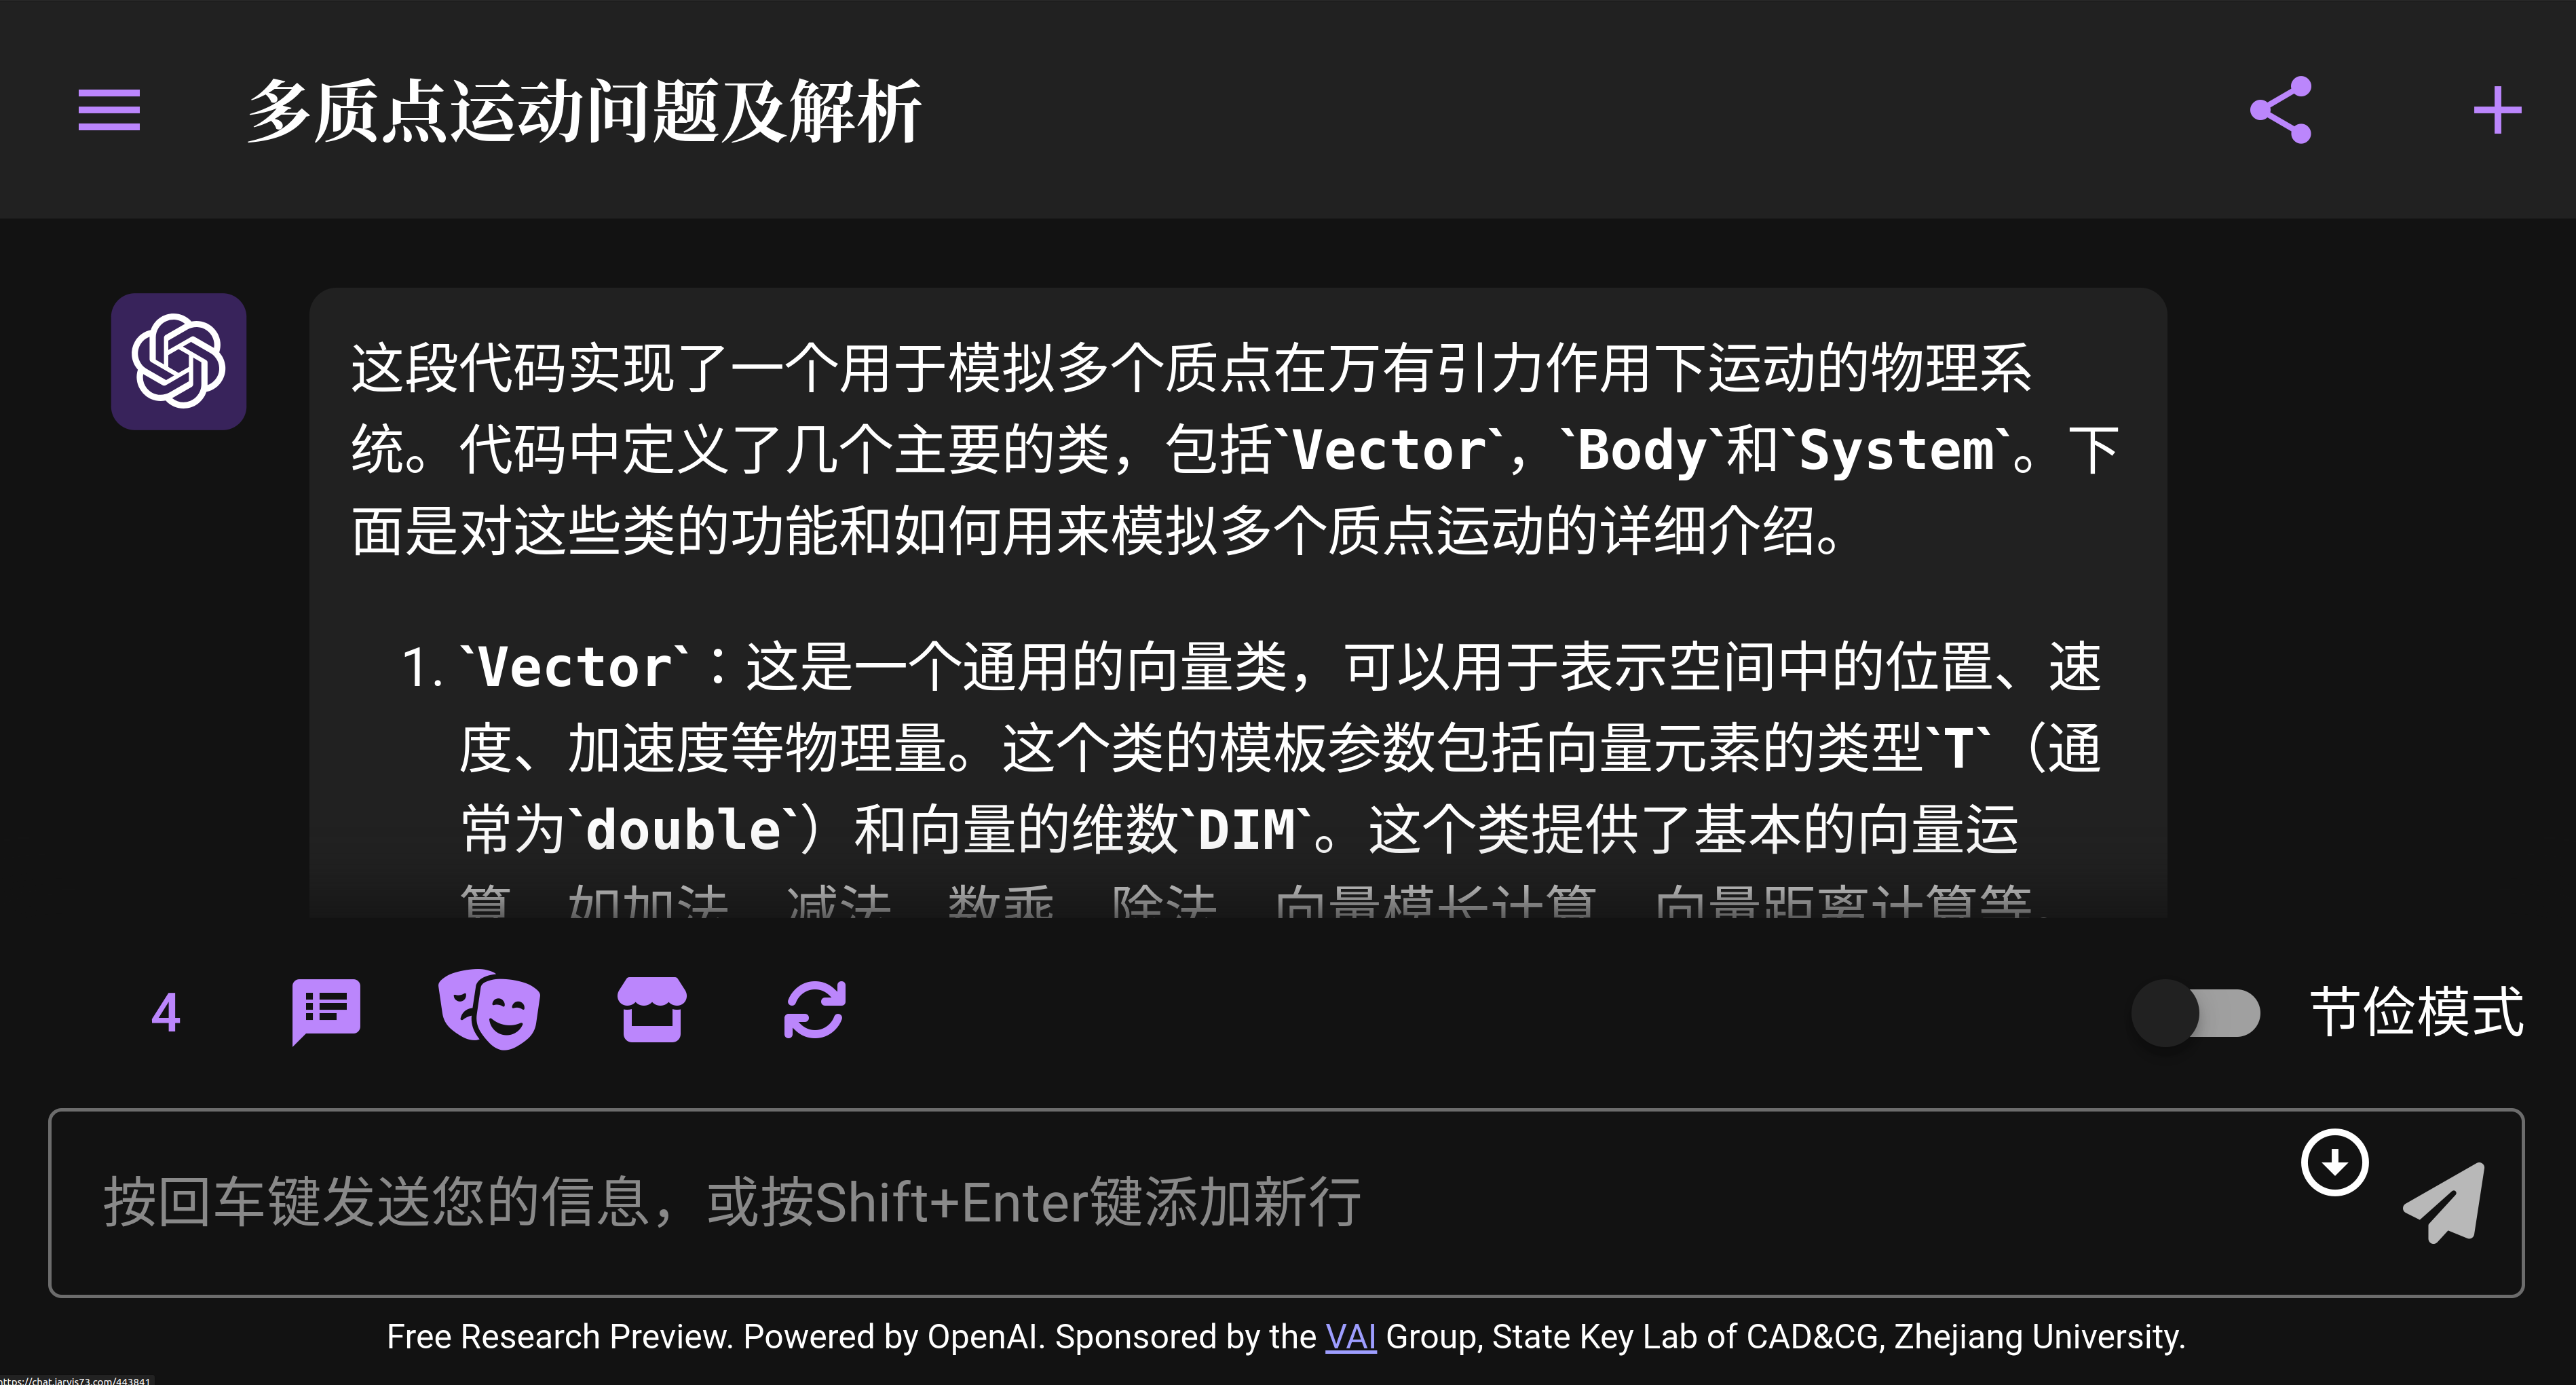 多质点运动问题及解析
这段代码实现了一个用于模拟多个质点在万有引力作用下运动的物理系
统。代码中定义了几个主要的类，包括`Vector`，`Body`和`System`。下
面是对这些类的功能和如何用来模拟多个质点运动的详细介绍。
1. `Vector`：这是一个通用的向量类，可以用于表示空间中的位置、速
度、加速度等物理量。这个类的模板参数包括向量元素的类型`T`（通
常为`double`）和向量的维数`DIM`。这个类提供了基本的向量运
算 如加法 减法 数乘 除法 向量模长计算 向量距离计算等
4
节俭模式
按回车键发送您的信息，或按Shift+Enter键添加新行
Free Research Preview. Powered by OpenAI. Sponsored by the VAI Group, State Key Lab of CAD&CG, Zhejiang University.
https://chat.jarvis73.com/443841